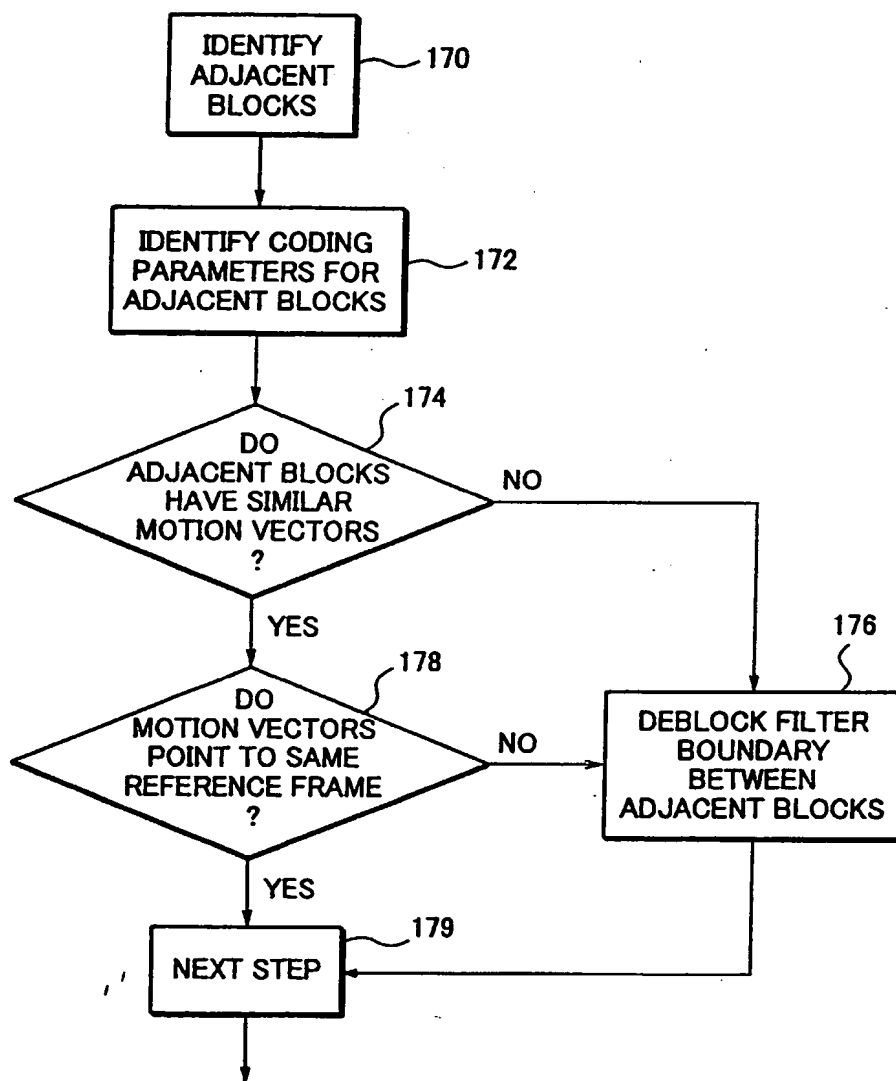 IDENTIFY
ADJACENT
BLOCKS
170
IDENTIFY CODING
PARAMETERS FOR
ADJACENT BLOCKS
172
174
DO
ADJACENT BLOCKS
HAVE SIMILAR
MOTION VECTORS
?
NO
YES
176
178
DO
MOTION VECTORS
POINT TO SAME
REFERENCE FRAME
?
NO
DEBLOCK FILTER
BOUNDARY
BETWEEN
ADJACENT BLOCKS
YES
179
NEXT STEP